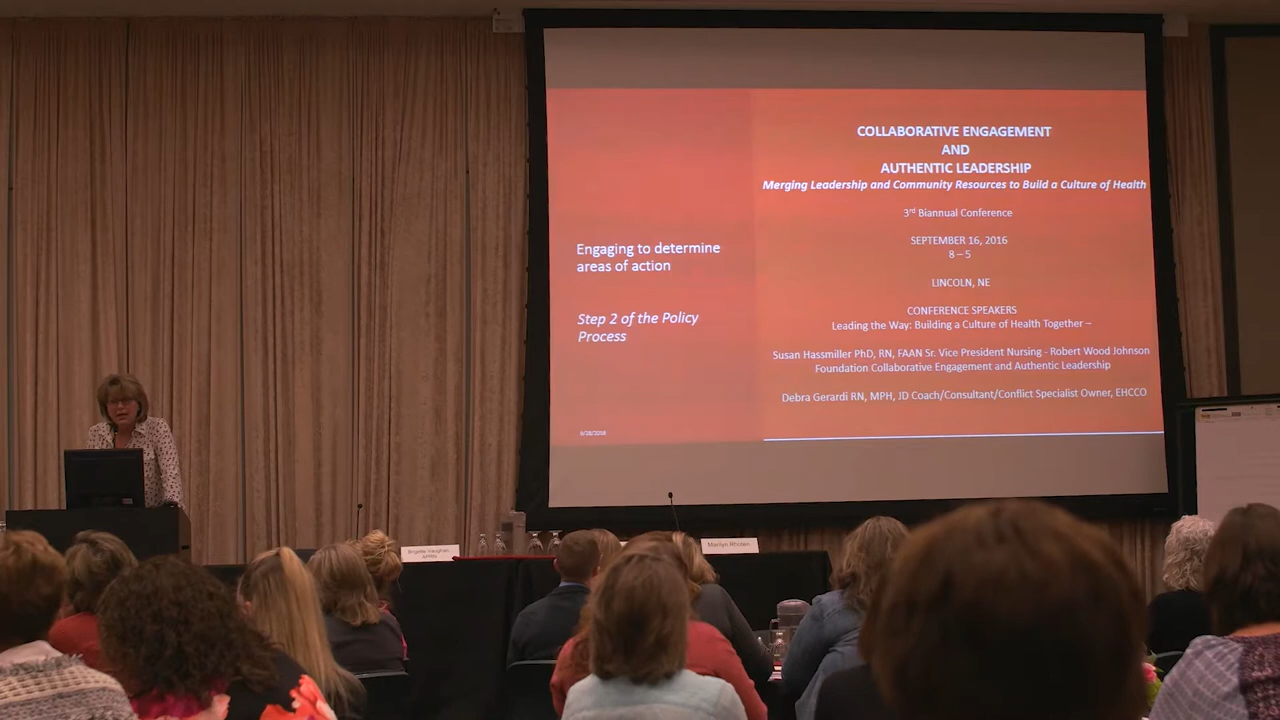 COLLABORATIVE ENGAGEMENT
AND
AUTHENTIC LEADERSHIP
Merging Leadership and Community Resources to Build a Culture of Health
3rd Biannual Conference
SEPTEMBER 16, 2016
8 – 5
LINCOLN, NE
CONFERENCE SPEAKERS
Leading the Way: Building a Culture of Health Together –
Susan Hassmiller PhD, RN, FAAN Sr. Vice President Nursing - Robert Wood Johnson
Foundation Collaborative Engagement and Authentic Leadership
Debra Gerardi RN, MPH, JD Coach/Consultant/Conflict Specialist Owner, EHCCO
Engaging to determine
areas of action
Step 2 of the Policy
Process
Brigette Vaughan,
APRN
Marilyn Rhoten